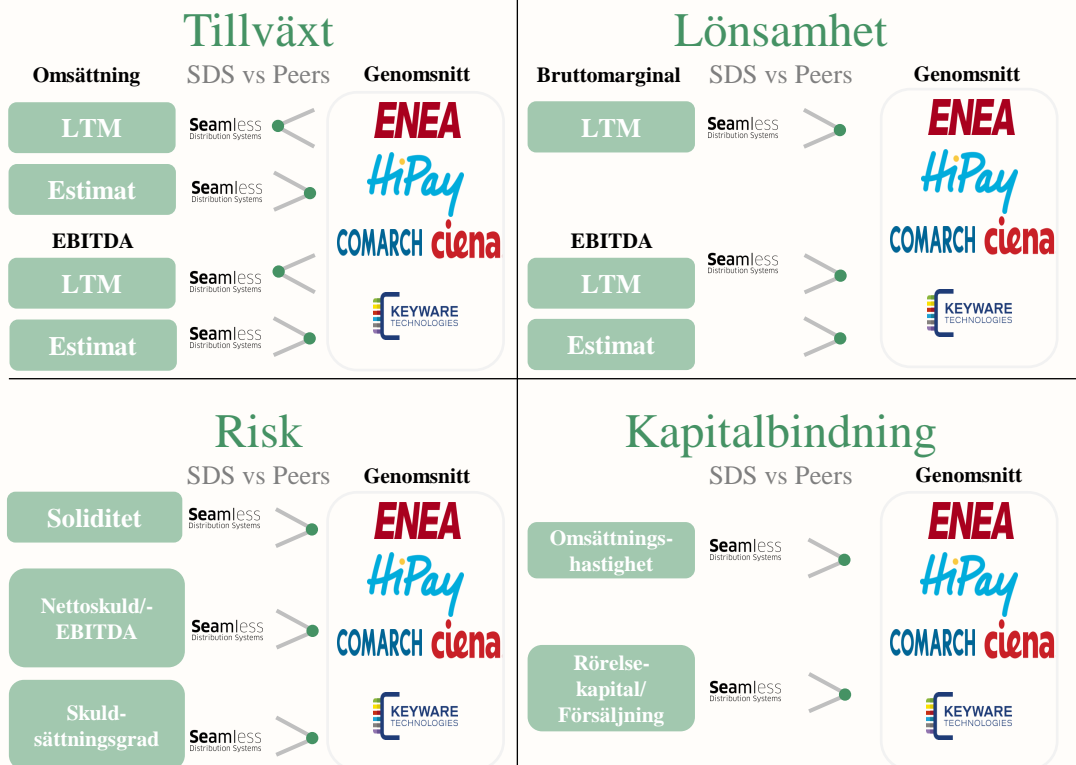 Tillväxt
Omsättning SDS vs Peers Genomsnitt
LTM
Seamless
Distribution Systems
ENEA
Estimat
Seamless
Distribution Systems
HiPay
EBITDA
COMARCH ciena
LTM
Seamless
Distribution Systems
KEYWARE
TECHNOLOGIES
Estimat
Seamless
Distribution Systems
Lönsamhet
Bruttomarginal SDS vs Peers Genomsnitt
LTM
Seamless
Distribution Systems
ENEA
HiPay
EBITDA
COMARCH ciena
LTM
Seamless
Distribution Systems
KEYWARE
TECHNOLOGIES
Estimat
Risk
SDS vs Peers Genomsnitt
Soliditet
Seamless
Distribution Systems
ENEA
HiPay
Nettoskuld/-
EBITDA
Seamless
Distribution Systems
COMARCH ciena
Skuld-
sättningsgrad
Seamless
Distribution Systems
KEYWARE
TECHNOLOGIES
Kapitalbindning
SDS vs Peers Genomsnitt
Omsättnings-
hastighet
Seamless
Distribution Systems
ENEA
HiPay
COMARCH ciena
Rörelse-
kapital/
Försäljning
Seamless
Distribution Systems
KEYWARE
TECHNOLOGIES